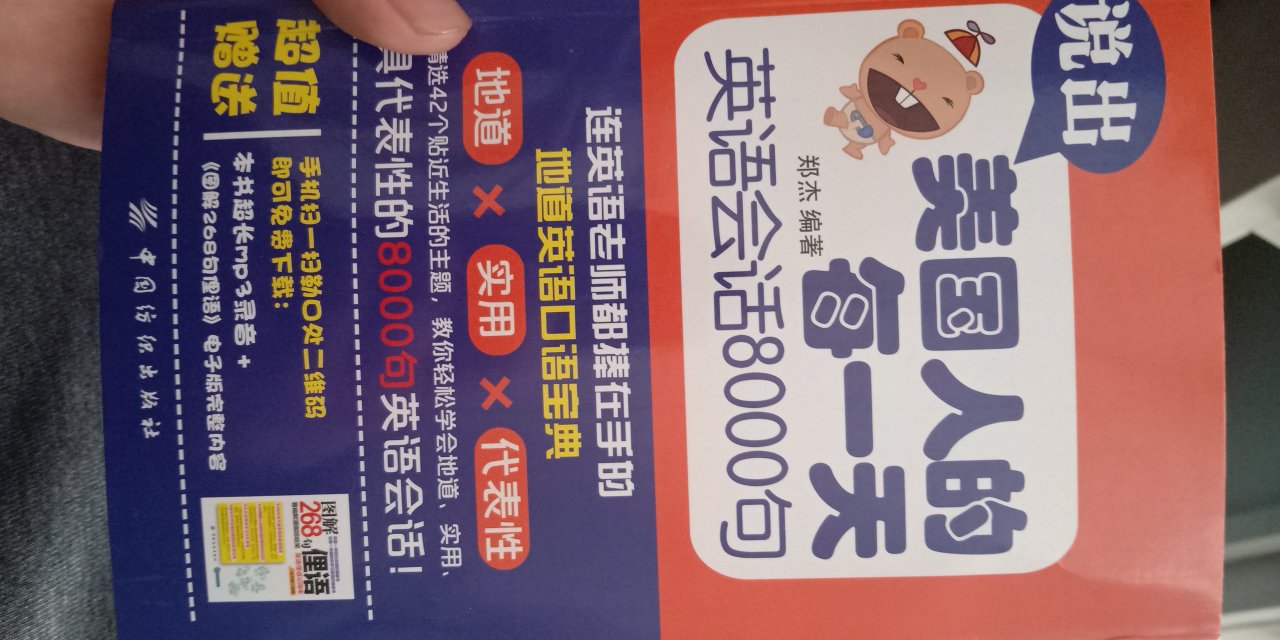 说出
美国人的
每一天
郑杰 编著
英语会话8000句
连英语老师都捧在手的
地道英语口语宝典
地道 × 实用 × 代表性
精选42个贴近生活的主题，教你轻松学会地道、实用、
具代表性的8000句英语会话！
超值
赠送
手机扫一扫勒口处二维码
即可免费下载：
本书超长mp3录音 +
《图解268句俚语》电子版完整内容
图解
268句
俚语
中国纺织出版社